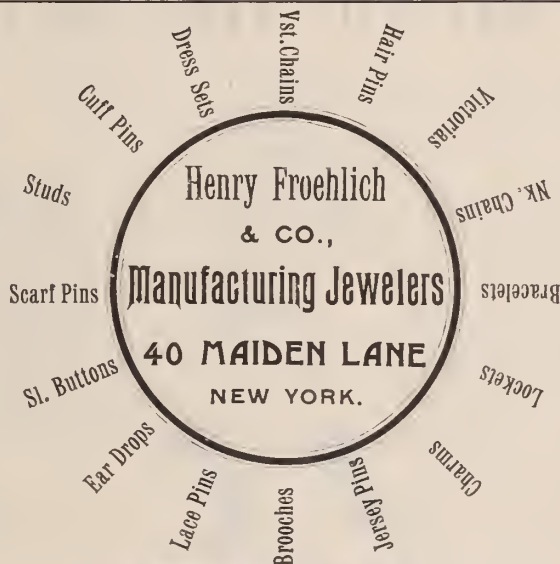 Henry Froehlich
& CO.,
Manufacturing Jewelers
40 MAIDEN LANE
NEW YORK.
Vst. Chains
Hair Pins
Victorias
Nk. Chains
Bracelets
Lockets
Charms
Jersey Pins
Brooches
Lace Pins
Ear Drops
Sl. Buttons
Scarf Pins
Studs
Cuff Pins
Dress Sets